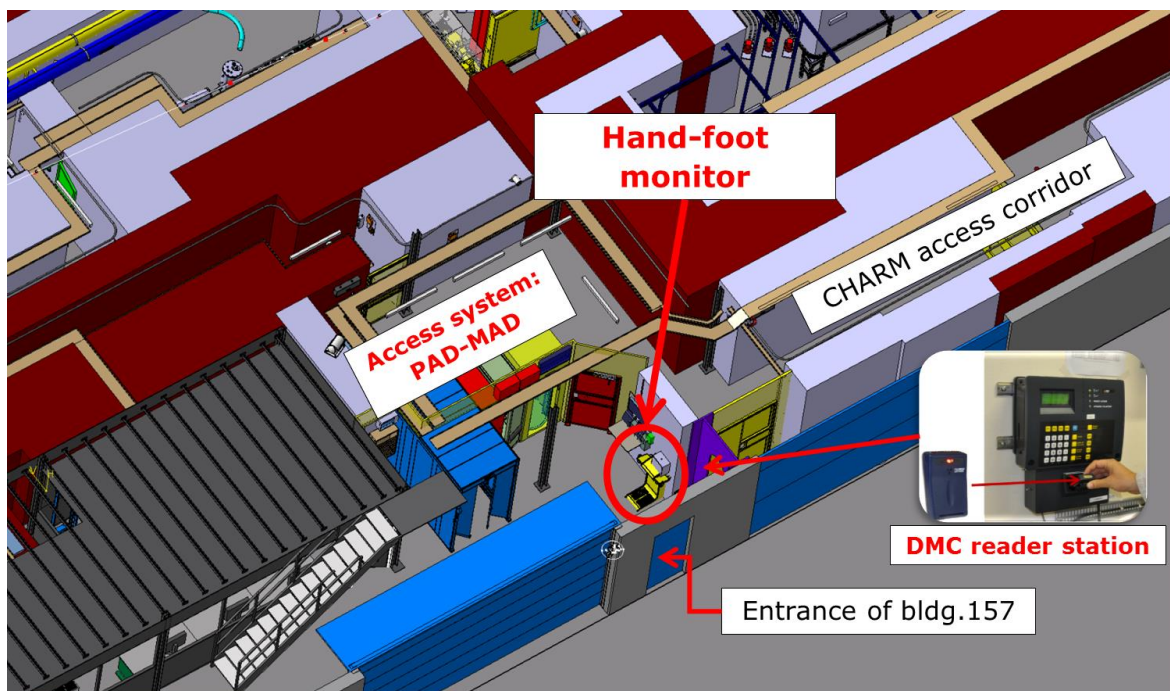 Hand-foot
monitor
CHARM access corridor
Access system:
PAD-MAD
DMC reader station
Entrance of bldg.157